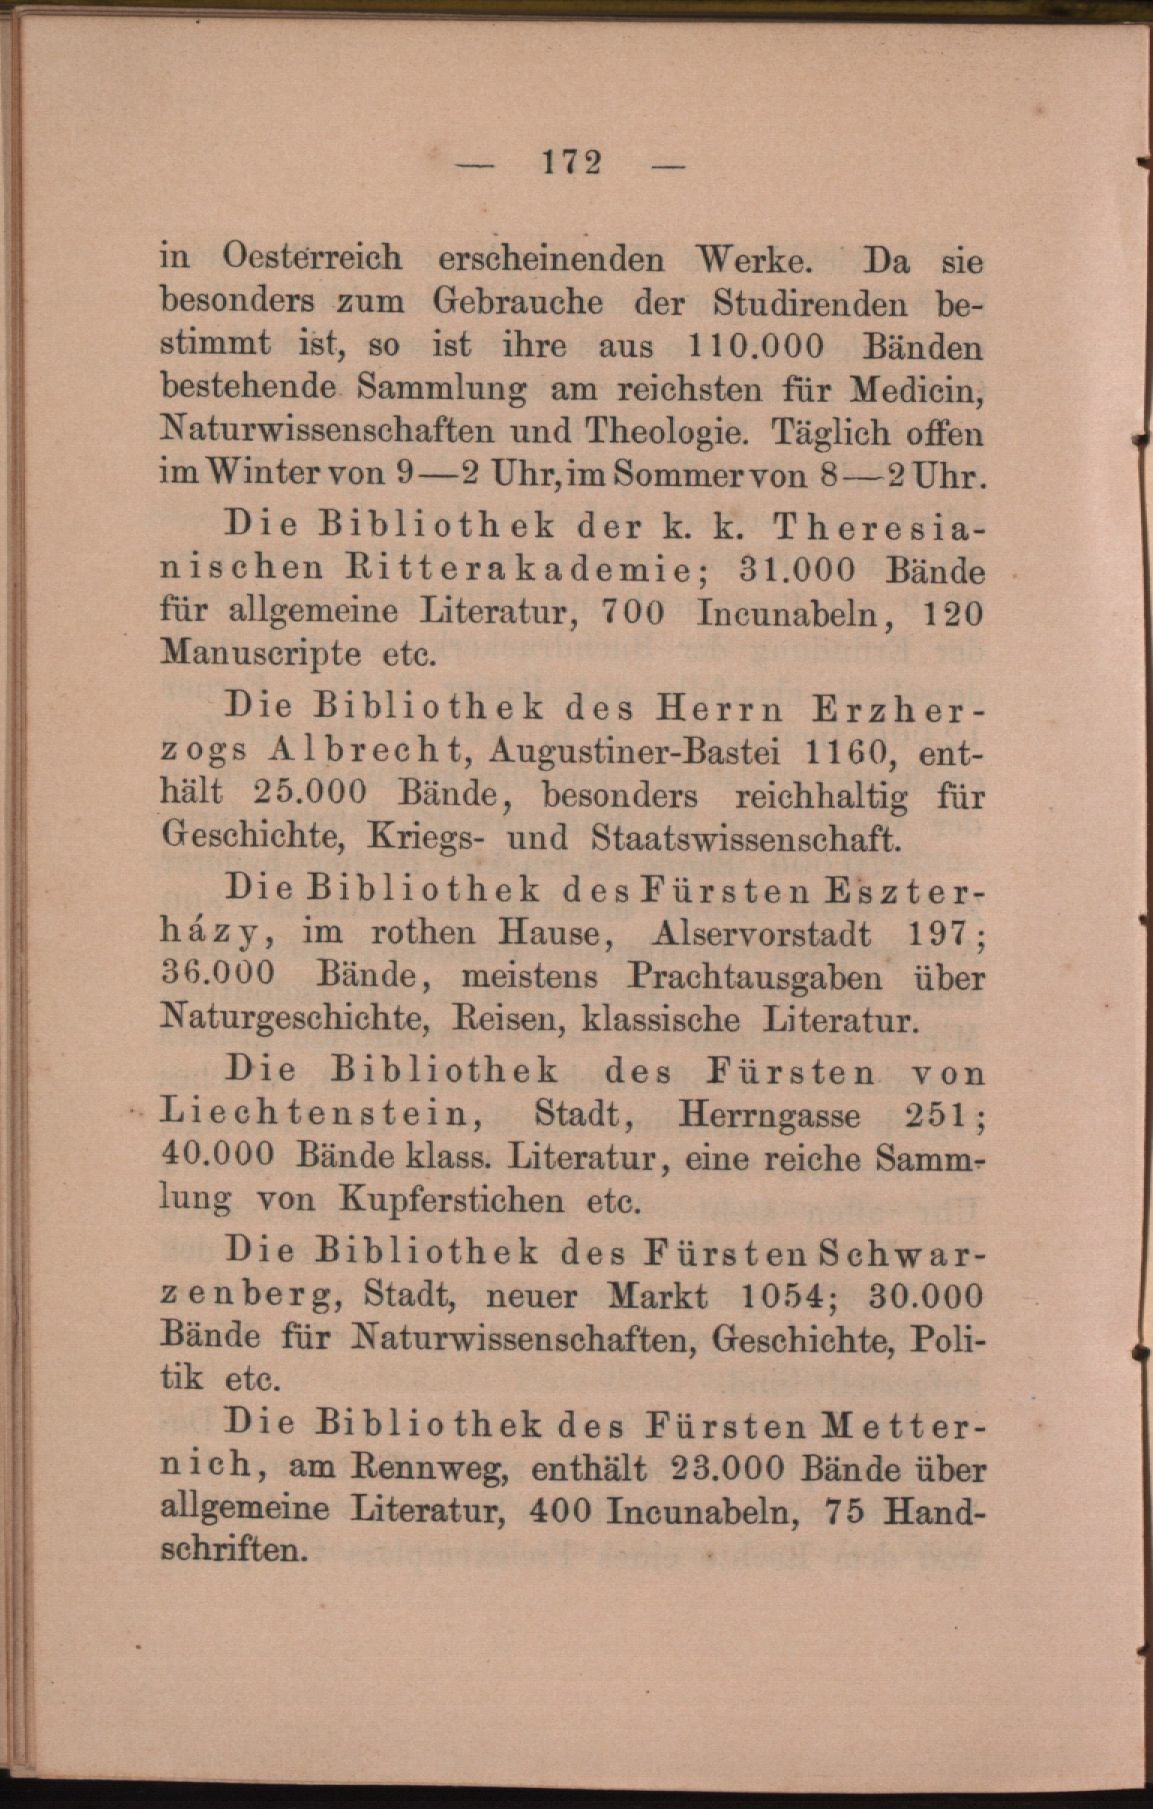 — 172 —
in Oesterreich erscheinenden Werke. Da sie
besonders zum Gebrauche der Studirenden be-
stimmt ist, so ist ihre aus 110.000 Bänden
bestehende Sammlung am reichsten für Medicin,
Naturwissenschaften und Theologie. Täglich offen
im Winter von 9—2 Uhr, im Sommer von 8—2 Uhr.
Die Bibliothek der k. k. Theresia-
nischen Ritterakademie; 31.000 Bände
für allgemeine Literatur, 700 Incunabeln, 120
Manuscripte etc.
Die Bibliothek des Herrn Erzher-
zogs Albrecht, Augustiner-Bastei 1160, ent-
hält 25.000 Bände, besonders reichhaltig für
Geschichte, Kriegs- und Staatswissenschaft.
Die Bibliothek des Fürsten Eszter-
házy, im rothen Hause, Alservorstadt 197;
36.000 Bände, meistens Prachtausgaben über
Naturgeschichte, Reisen, klassische Literatur.
Die Bibliothek des Fürsten von
Liechtenstein, Stadt, Herrngasse 251;
40.000 Bände klass. Literatur, eine reiche Samm-
lung von Kupferstichen etc.
Die Bibliothek des Fürsten Schwar-
zenberg, Stadt, neuer Markt 1054; 30.000
Bände für Naturwissenschaften, Geschichte, Poli-
tik etc.
Die Bibliothek des Fürsten Metter-
nich, am Rennweg, enthält 23.000 Bände über
allgemeine Literatur, 400 Incunabeln, 75 Hand-
schriften.